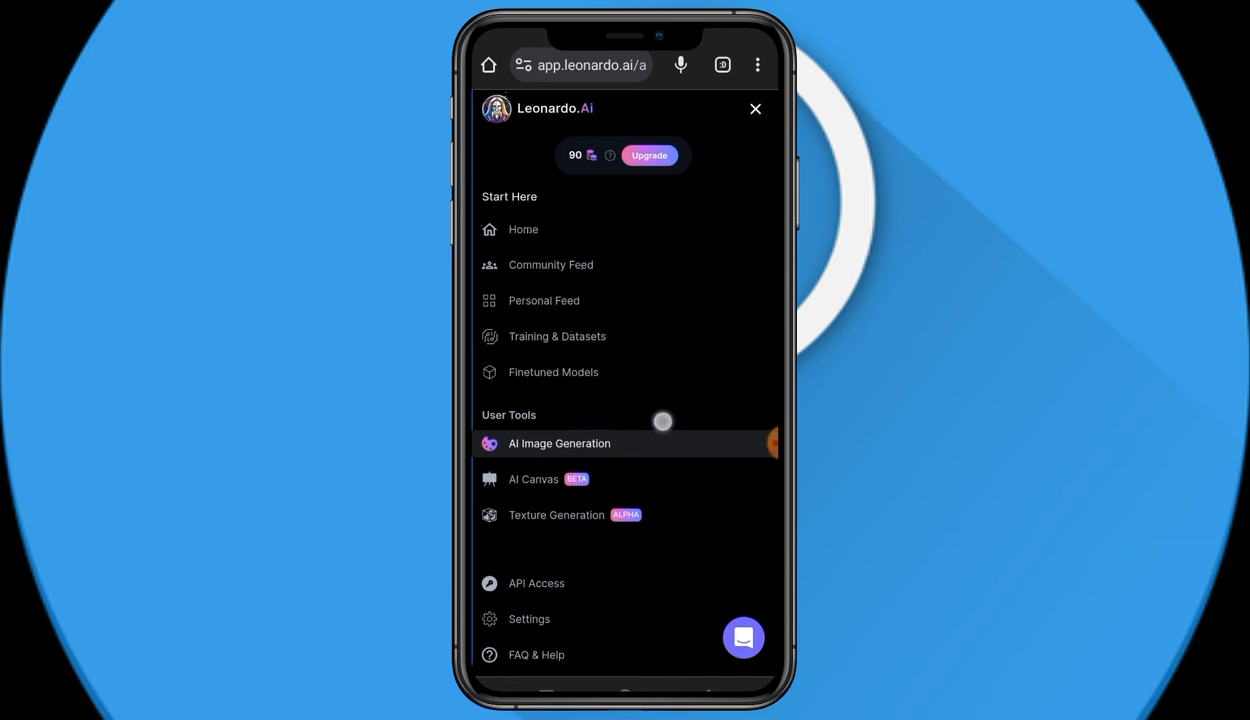 :D
app.leonardo.ai/a
Leonardo.Ai
90 ? Upgrade
Start Here
Home
Community Feed
Personal Feed
Training & Datasets
Finetuned Models
User Tools
AI Image Generation
AI Canvas BETA
Texture Generation ALPHA
API Access
Settings
? FAQ & Help